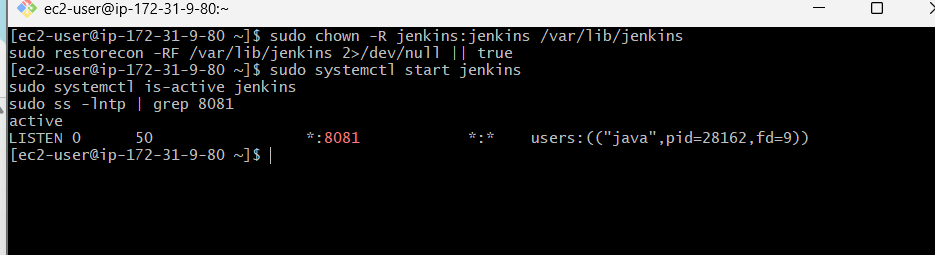 ec2-user@ip-172-31-9-80:~
[ec2-user@ip-172-31-9-80 ~]$ sudo chown -R jenkins:jenkins /var/lib/jenkins
sudo restorecon -RF /var/lib/jenkins 2>/dev/null || true
[ec2-user@ip-172-31-9-80 ~]$ sudo systemctl start jenkins
sudo systemctl is-active jenkins
sudo ss -lntp | grep 8081
active
LISTEN 0      50                 *:8081             *:*    users:(("java",pid=28162,fd=9))
[ec2-user@ip-172-31-9-80 ~]$